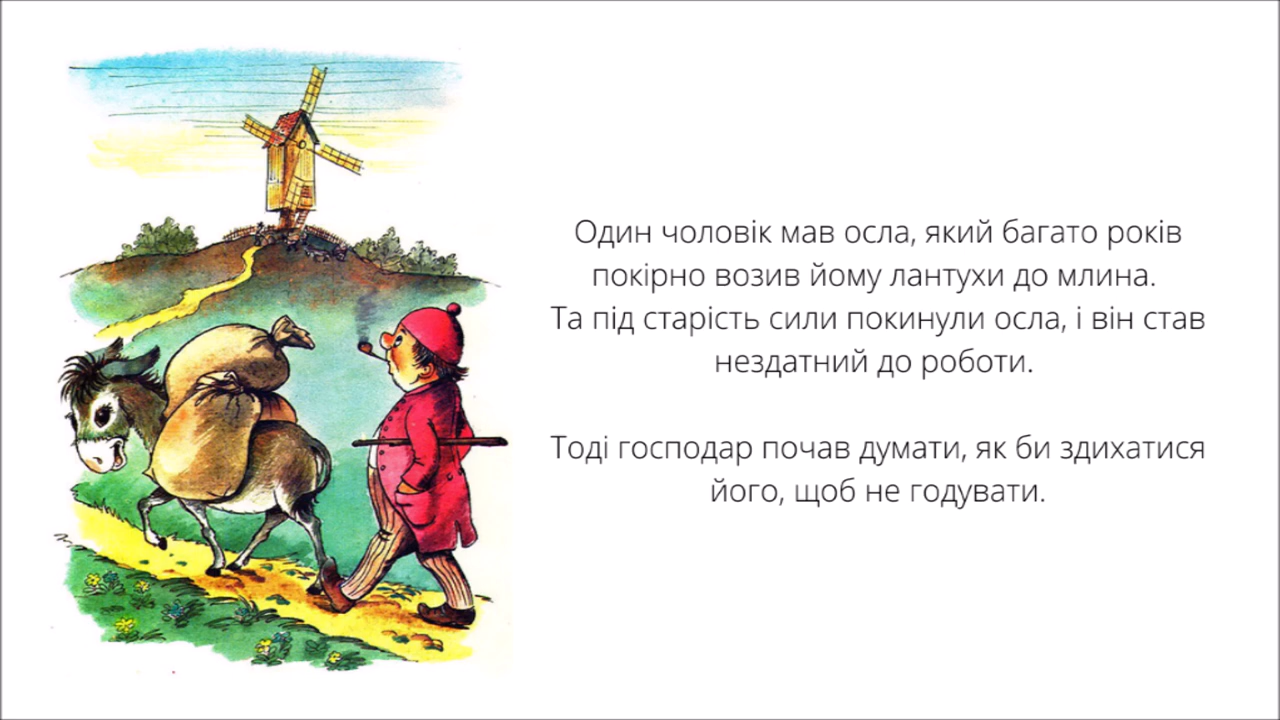 Один чоловік мав осла, який багато років
покірно возив йому лантухи до млина.
Та під старість сили покинули осла, і він став
нездатний до роботи.
Тоді господар почав думати, як би здихатися
його, щоб не годувати.